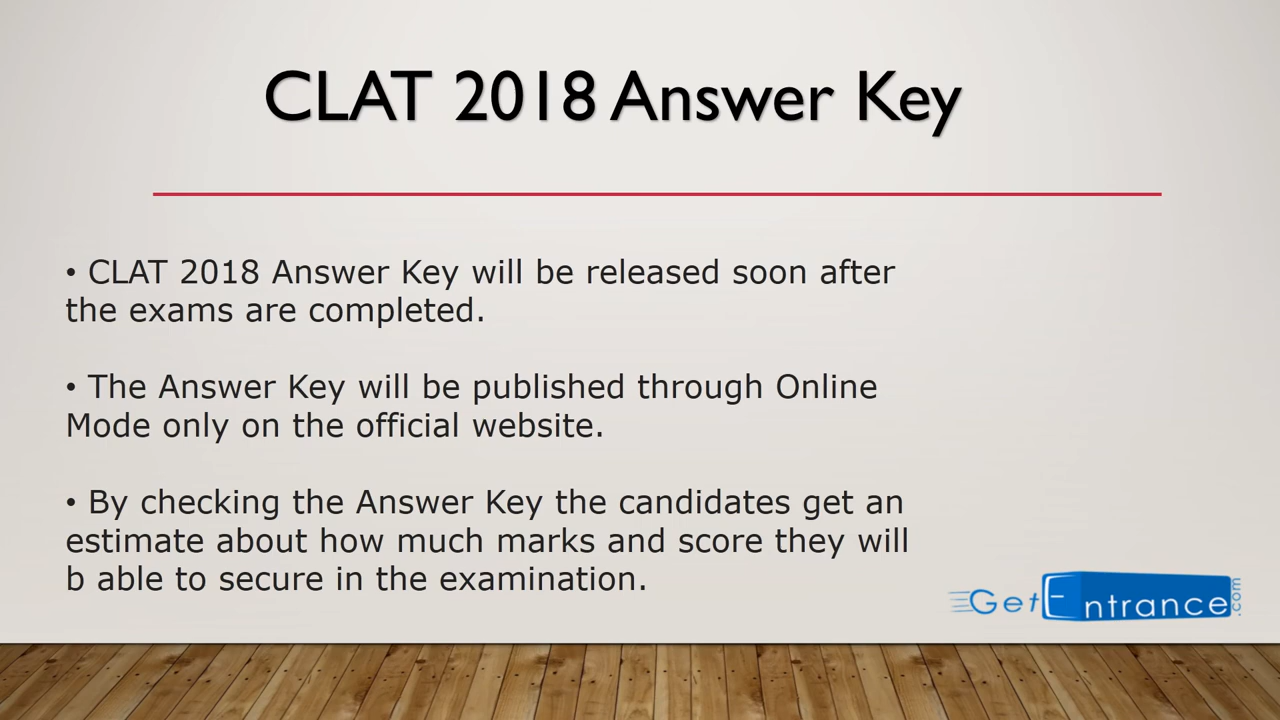 CLAT 2018 Answer Key
• CLAT 2018 Answer Key will be released soon after
the exams are completed.
• The Answer Key will be published through Online
Mode only on the official website.
• By checking the Answer Key the candidates get an
estimate about how much marks and score they will
b able to secure in the examination.
GetEntrance.com